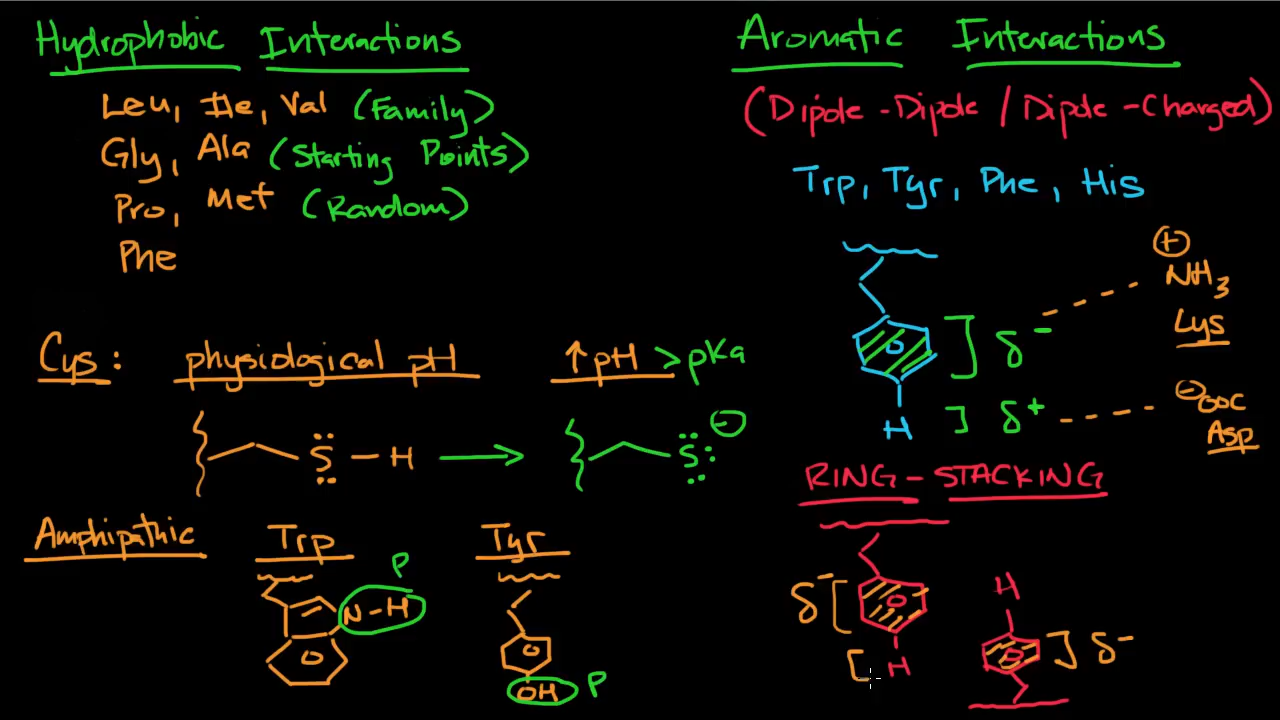 Hydrophobic Interactions
Leu, Ile, Val (Family)
Gly, Ala (Starting Points)
Pro, Met (Random)
Phe
Cys: physiological pH ↑pH > pKa
S – H → S ⊖
Amphipathic Trp Tyr
P
N-H
OH P
Aromatic Interactions
(Dipole-Dipole / Dipole-Charged)
Trp, Tyr, Phe, His
⊕
NH3
Lys
] δ-
H ] δ+
⊖OOC
Asp
RING-STACKING
δ- [
H
] δ-
[ H